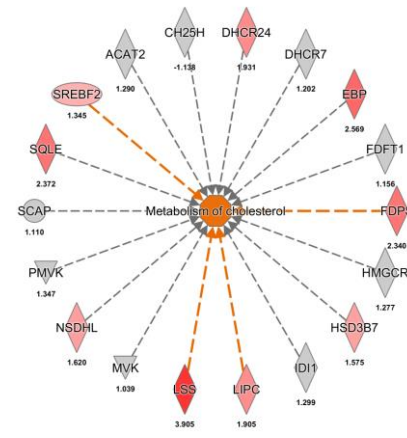 CH25H
-1.138
DHCR24
1.931
ACAT2
1.290
DHCR7
1.202
SREBF2
1.345
EBP
2.569
SQLE
2.372
FDFT1
1.156
SCAP
1.110
Metabolism of cholesterol
FDPS
2.340
PMVK
1.347
HMGCR
1.277
NSDHL
1.620
HSD3B7
1.575
MVK
1.039
IDI1
1.299
LSS
3.905
LIPC
1.905